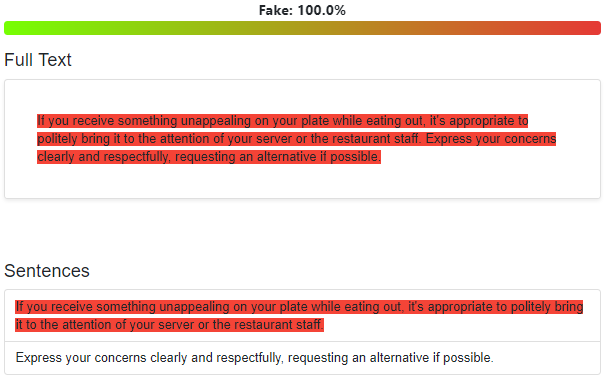 Fake: 100.0%
Full Text
If you receive something unappealing on your plate while eating out, it's appropriate to
politely bring it to the attention of your server or the restaurant staff. Express your concerns
clearly and respectfully, requesting an alternative if possible.
Sentences
If you receive something unappealing on your plate while eating out, it's appropriate to politely bring
it to the attention of your server or the restaurant staff.
Express your concerns clearly and respectfully, requesting an alternative if possible.